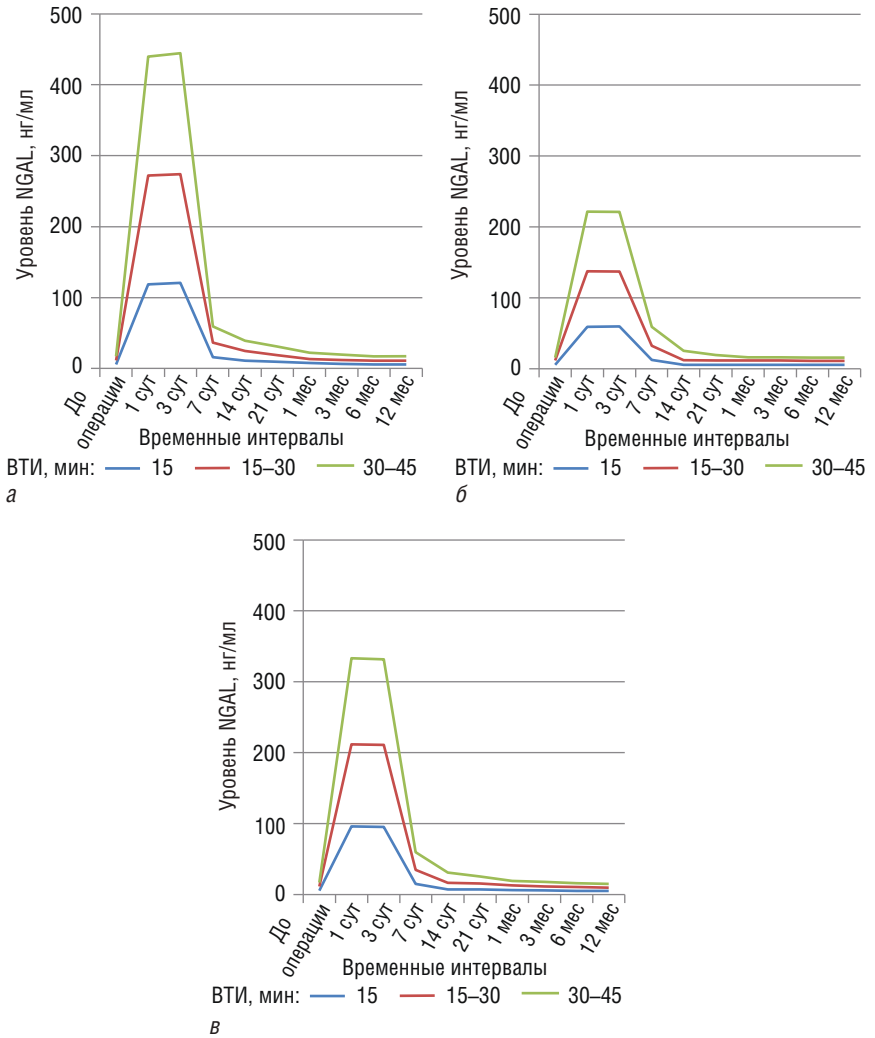 500
400
300
200
100
0
Уровень NGAL, нг/мл
До операции
1 сут
3 сут
7 сут
14 сут
21 сут
1 мес
3 мес
6 мес
12 мес
Временные интервалы
ВТИ, мин: 15 15–30 30–45
а
500
400
300
200
100
0
Уровень NGAL, нг/мл
До операции
1 сут
3 сут
7 сут
14 сут
21 сут
1 мес
3 мес
6 мес
12 мес
Временные интервалы
ВТИ, мин: 15 15–30 30–45
б
500
400
300
200
100
0
Уровень NGAL, нг/мл
До операции
1 сут
3 сут
7 сут
14 сут
21 сут
1 мес
3 мес
6 мес
12 мес
Временные интервалы
ВТИ, мин: 15 15–30 30–45
в